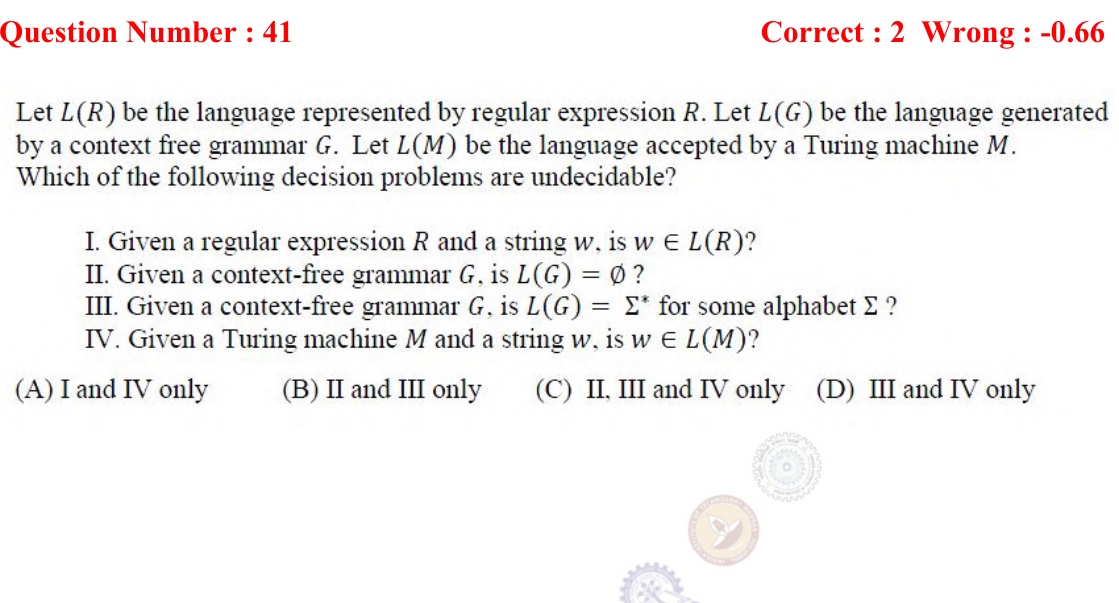 Question Number : 41 Correct : 2 Wrong : -0.66
Let L(R) be the language represented by regular expression R. Let L(G) be the language generated
by a context free grammar G. Let L(M) be the language accepted by a Turing machine M.
Which of the following decision problems are undecidable?
I. Given a regular expression R and a string w, is w ∈ L(R)?
II. Given a context-free grammar G, is L(G) = ∅ ?
III. Given a context-free grammar G, is L(G) = Σ* for some alphabet Σ ?
IV. Given a Turing machine M and a string w, is w ∈ L(M)?
(A) I and IV only (B) II and III only (C) II, III and IV only (D) III and IV only